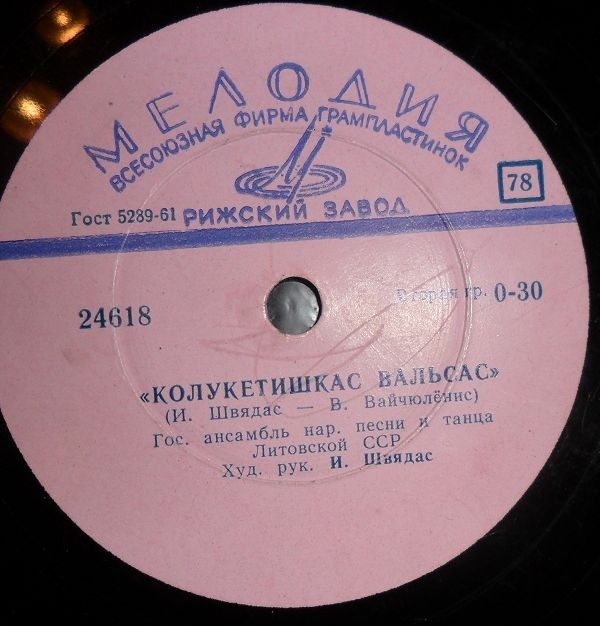 МЕЛОДИЯ
ВСЕСОЮЗНАЯ ФИРМА ГРАМПЛАСТИНОК
78
Гост 5289-61
РИЖСКИЙ ЗАВОД
24618
Вторая гр. 0-30
«КОЛУКЕТИШКАС ВАЛЬСАС»
(И. Швядас — В. Вайчюлёнис)
Гос. ансамбль нар. песни и танца
Литовской ССР
Худ. рук. И. Швядас